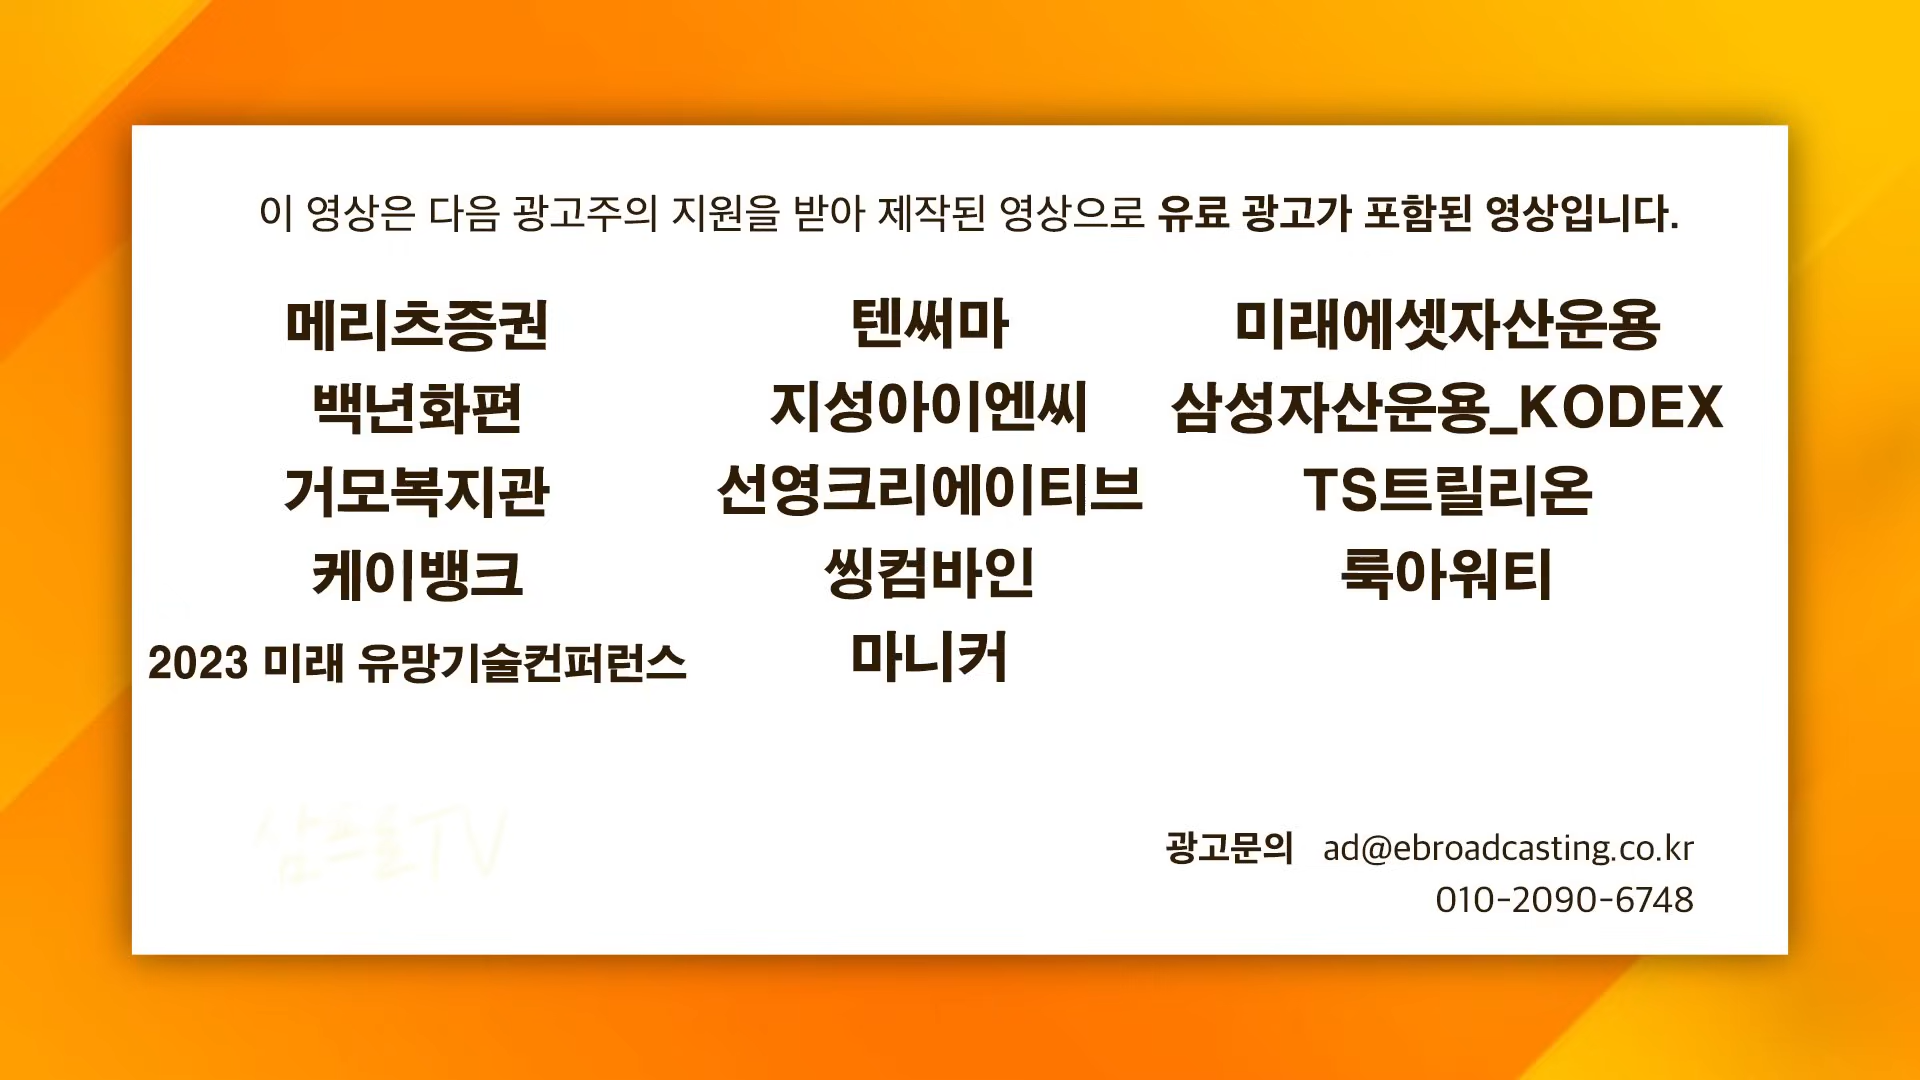 이 영상은 다음 광고주의 지원을 받아 제작된 영상으로 유료 광고가 포함된 영상입니다.
메리츠증권 텐써마 미래에셋자산운용
백년화편 지성아이엔씨 삼성자산운용_KODEX
거모복지관 선영크리에이티브 TS트릴리온
케이뱅크 씽컴바인 룩아워티
2023 미래 유망기술컨퍼런스 마니커
삼프로TV
광고문의 ad@ebroadcasting.co.kr
010-2090-6748